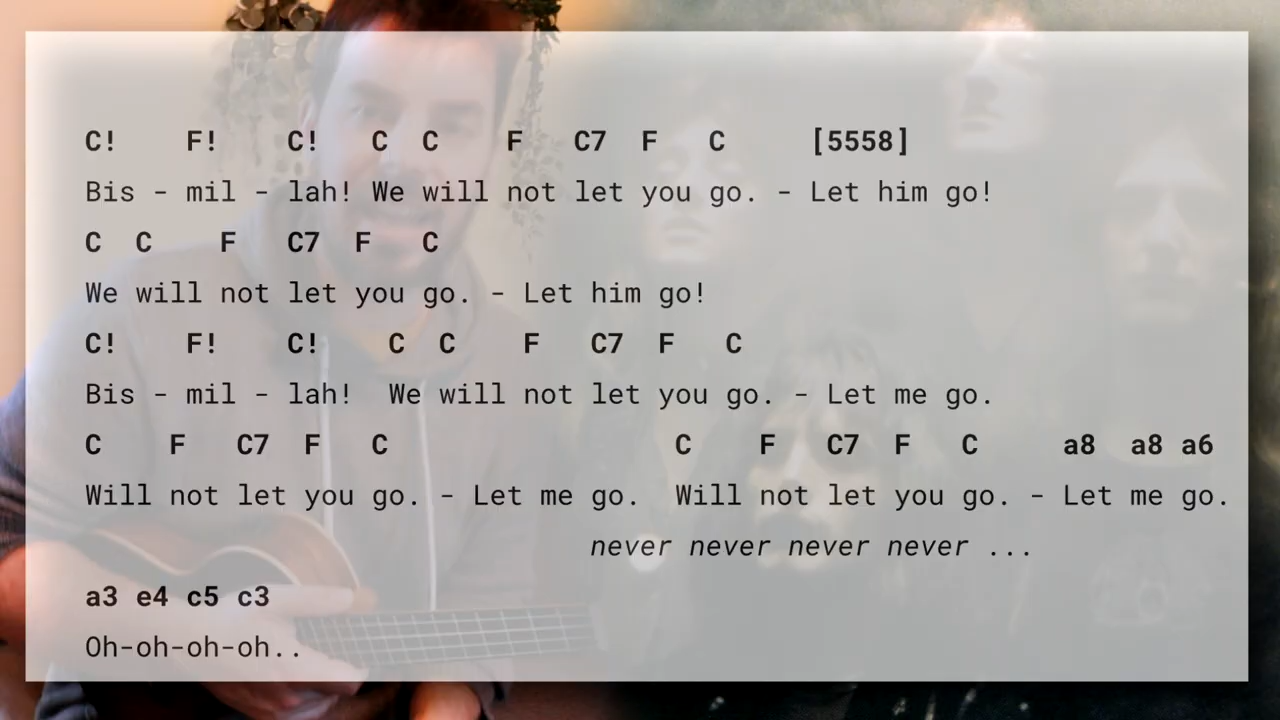 C!    F!    C!   C  C    F   C7  F   C     [5558]
Bis - mil - lah! We will not let you go. - Let him go!
C  C    F   C7  F   C
We will not let you go. - Let him go!
C!    F!    C!    C  C    F   C7  F   C
Bis - mil - lah!  We will not let you go. - Let me go.
C    F   C7  F   C                 C    F   C7  F   C     a8  a8 a6
Will not let you go. - Let me go.  Will not let you go. - Let me go.
never never never never ...
a3 e4 c5 c3
Oh-oh-oh-oh..